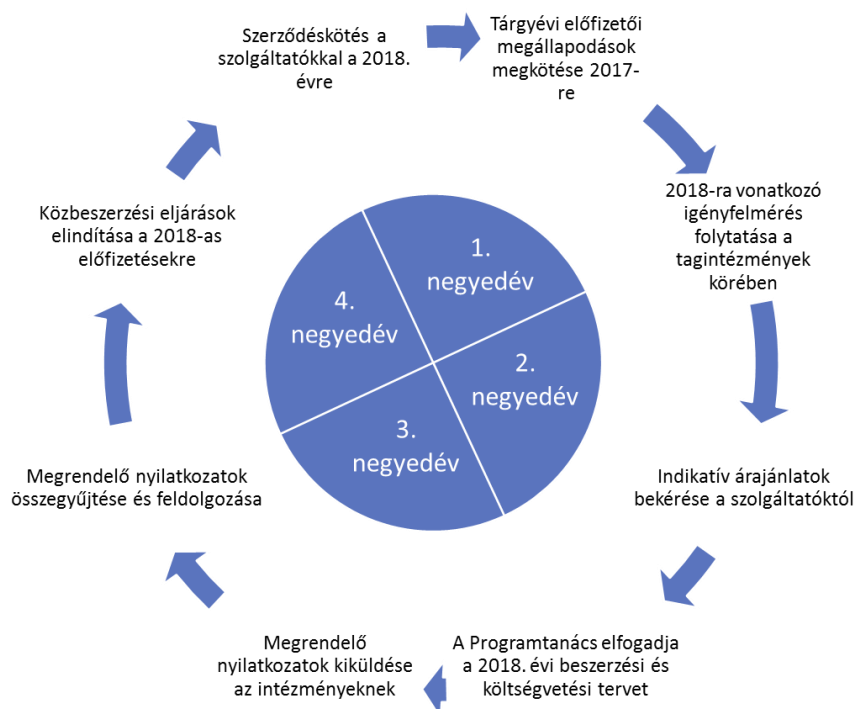 Szerződéskötés a
szolgáltatókkal a 2018.
évre
Tárgyévi előfizetői
megállapodások
megkötése 2017-
re
2018-ra vonatkozó
igényfelmérés
folytatása a
tagintézmények
körében
Indikatív árajánlatok
bekérése a szolgáltatóktól
A Programtanács elfogadja
a 2018. évi beszerzési és
költségvetési tervet
Megrendelő
nyilatkozatok kiküldése
az intézményeknek
Megrendelő nyilatkozatok
összegyűjtése és feldolgozása
Közbeszerzési eljárások
elindítása a 2018-as
előfizetésekre
1.
negyedév
2.
negyedév
3.
negyedév
4.
negyedév